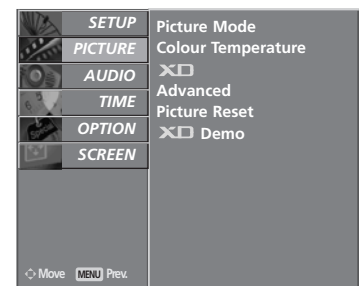 SETUP
PICTURE
AUDIO
TIME
OPTION
SCREEN
Move MENU Prev.
Picture Mode
Colour Temperature
XD
Advanced
Picture Reset
XD Demo